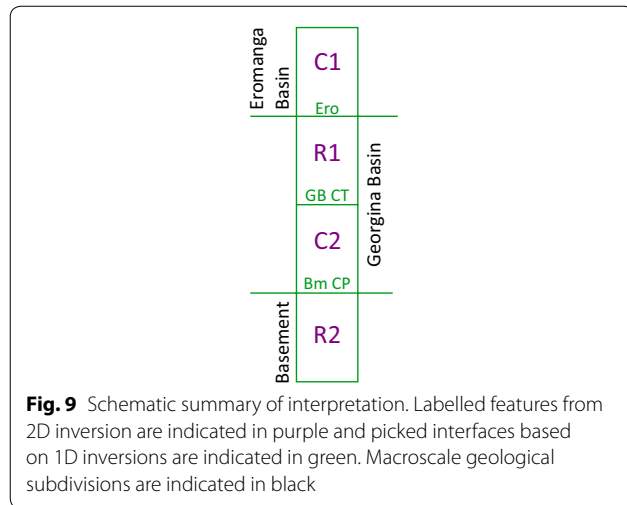 Eromanga
Basin
C1
Ero
R1
GB CT
Georgina Basin
C2
Bm CP
Basement
R2
Fig. 9 Schematic summary of interpretation. Labelled features from
2D inversion are indicated in purple and picked interfaces based
on 1D inversions are indicated in green. Macroscale geological
subdivisions are indicated in black